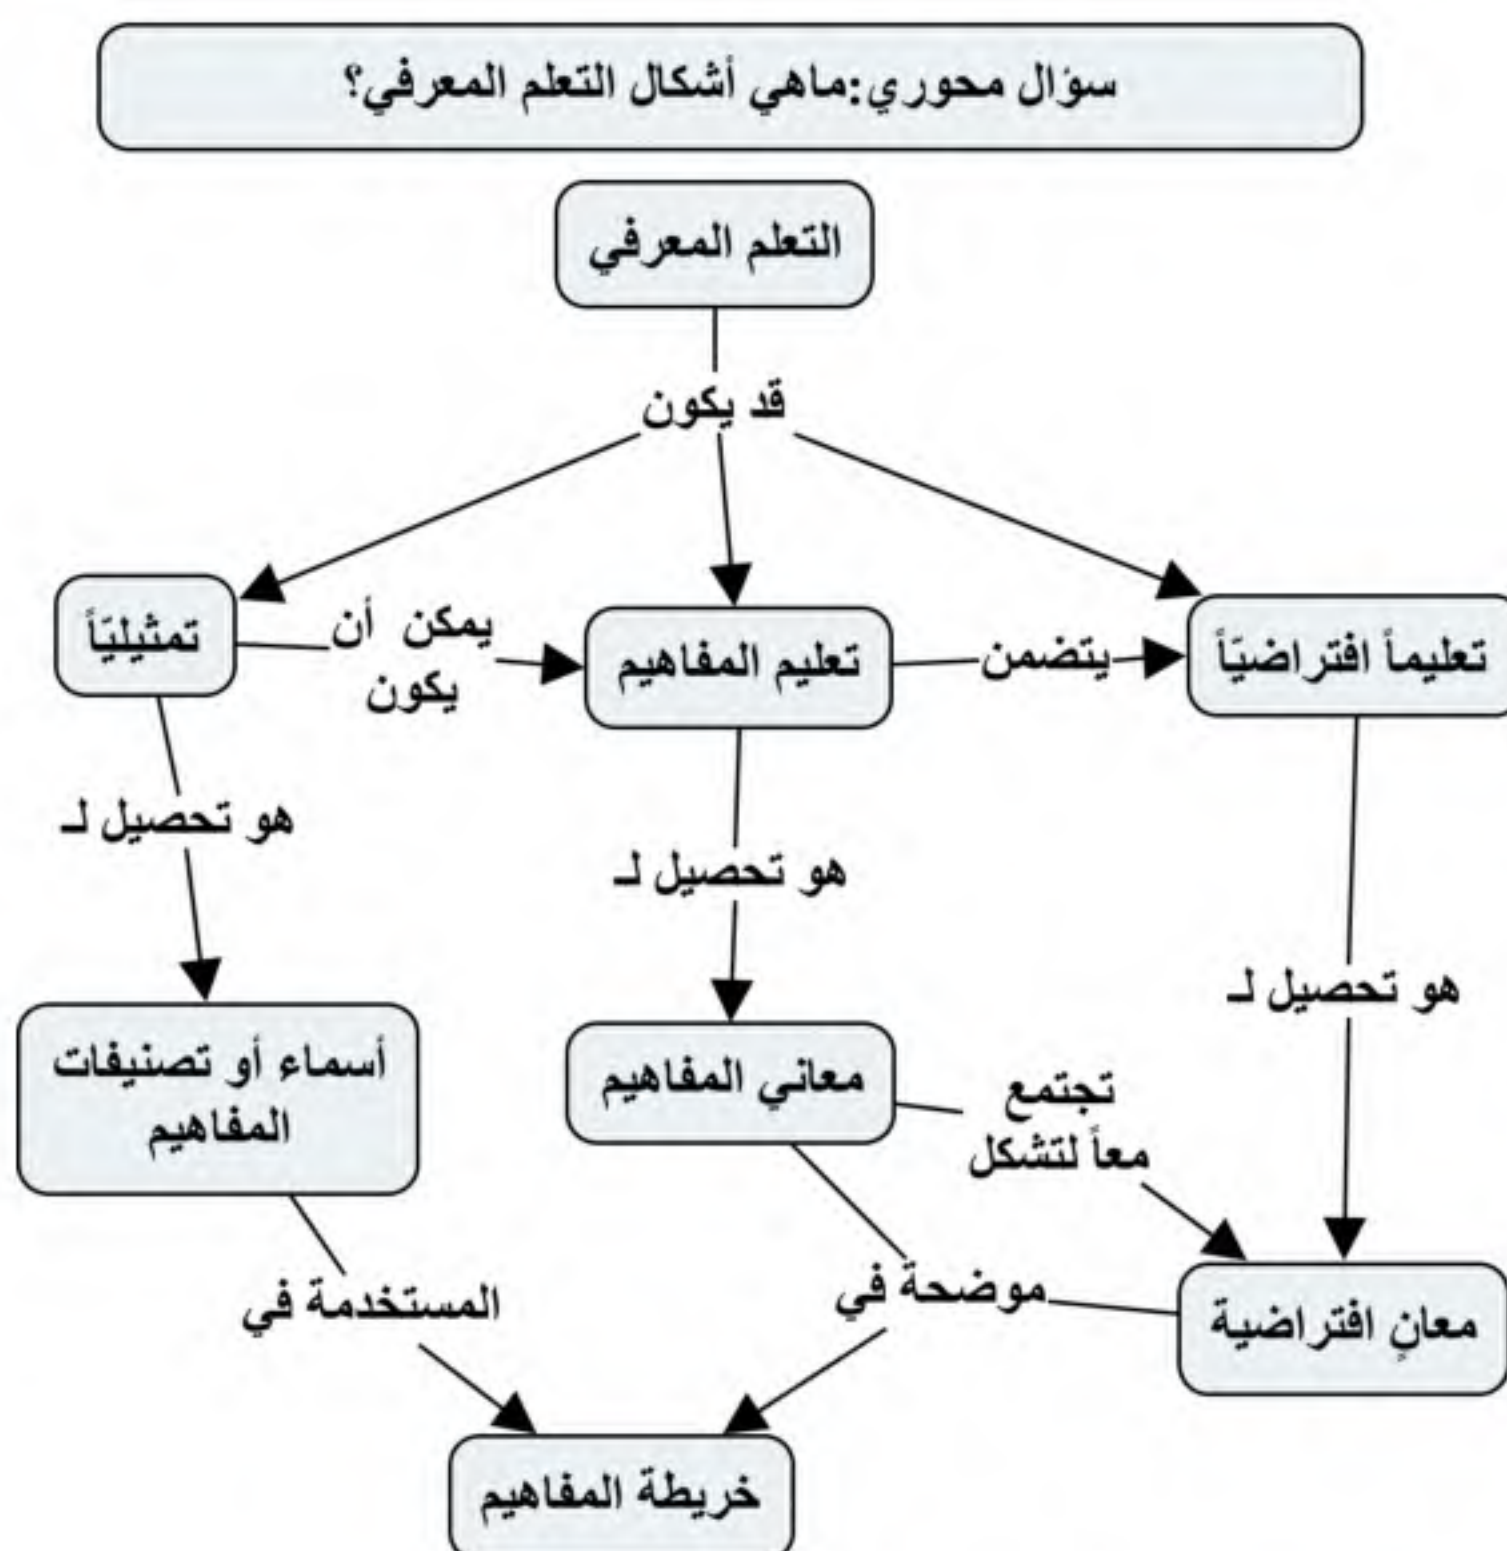 سؤال محوري:ماهي أشكال التعلم المعرفي؟
التعلم المعرفي
قد يكون
تعليماً افتراضيّاً
يتضمن
تعليم المفاهيم
يمكن أن
يكون
تمثيليّاً
هو تحصيل لـ
هو تحصيل لـ
هو تحصيل لـ
أسماء أو تصنيفات
المفاهيم
معاني المفاهيم
تجتمع
معاً لتشكل
معانٍ افتراضية
موضحة في
المستخدمة في
خريطة المفاهيم